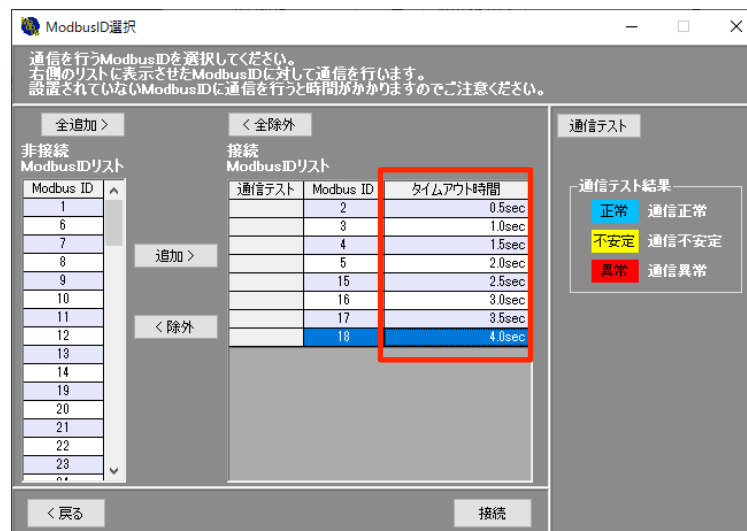 ModbusID選択
通信を行うModbusIDを選択してください。
右側のリストに表示させたModbusIDに対して通信を行います。
設置されていないModbusIDに通信を行うと時間がかかりますのでご注意ください。
全追加 >
< 全除外
通信テスト
非接続
ModbusIDリスト
接続
ModbusIDリスト
Modbus ID
1
6
7
8
9
10
11
12
13
14
19
20
21
22
23
追加 >
< 除外
通信テスト Modbus ID タイムアウト時間
2 0.5sec
3 1.0sec
4 1.5sec
5 2.0sec
15 2.5sec
16 3.0sec
17 3.5sec
18 4.0sec
通信テスト結果
正常 通信正常
不安定 通信不安定
異常 通信異常
< 戻る
接続